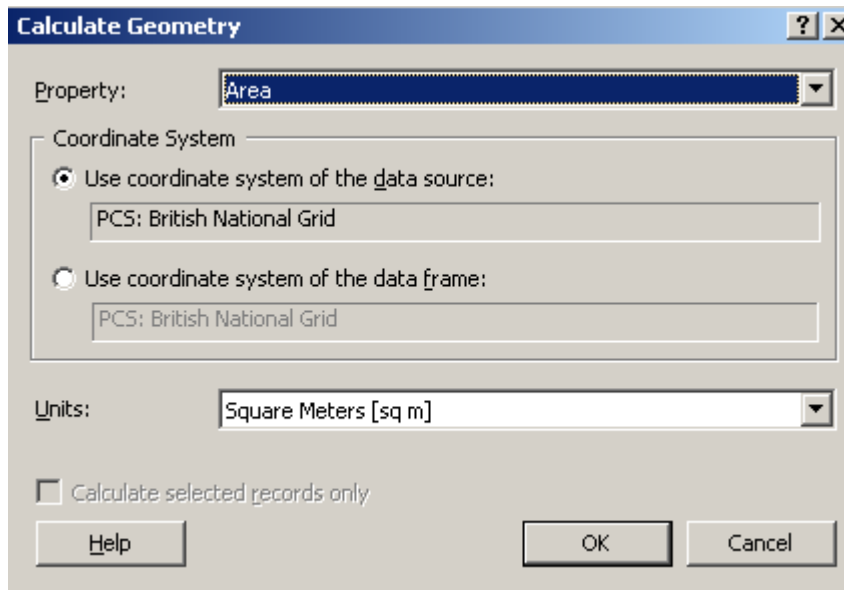 Calculate Geometry
Property:
Area
Coordinate System
Use coordinate system of the data source:
PCS: British National Grid
Use coordinate system of the data frame:
PCS: British National Grid
Units:
Square Meters [sq m]
Calculate selected records only
Help
OK
Cancel